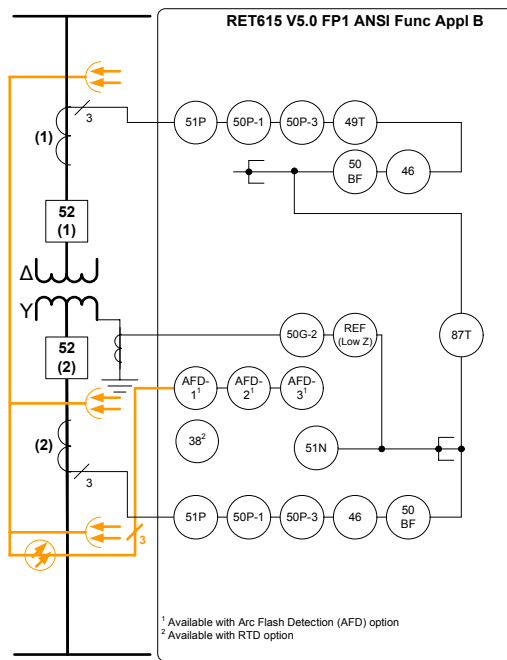 RET615 V5.0 FP1 ANSI Func Appl B
3
(1)
51P
50P-1
50P-3
49T
50
BF
46
52
(1)
Δ
Y
52
(2)
50G-2
REF
(Low Z)
87T
AFD-
1¹
AFD-
2¹
AFD-
3¹
38²
51N
(2)
3
51P
50P-1
50P-3
46
50
BF
3
¹ Available with Arc Flash Detection (AFD) option
² Available with RTD option